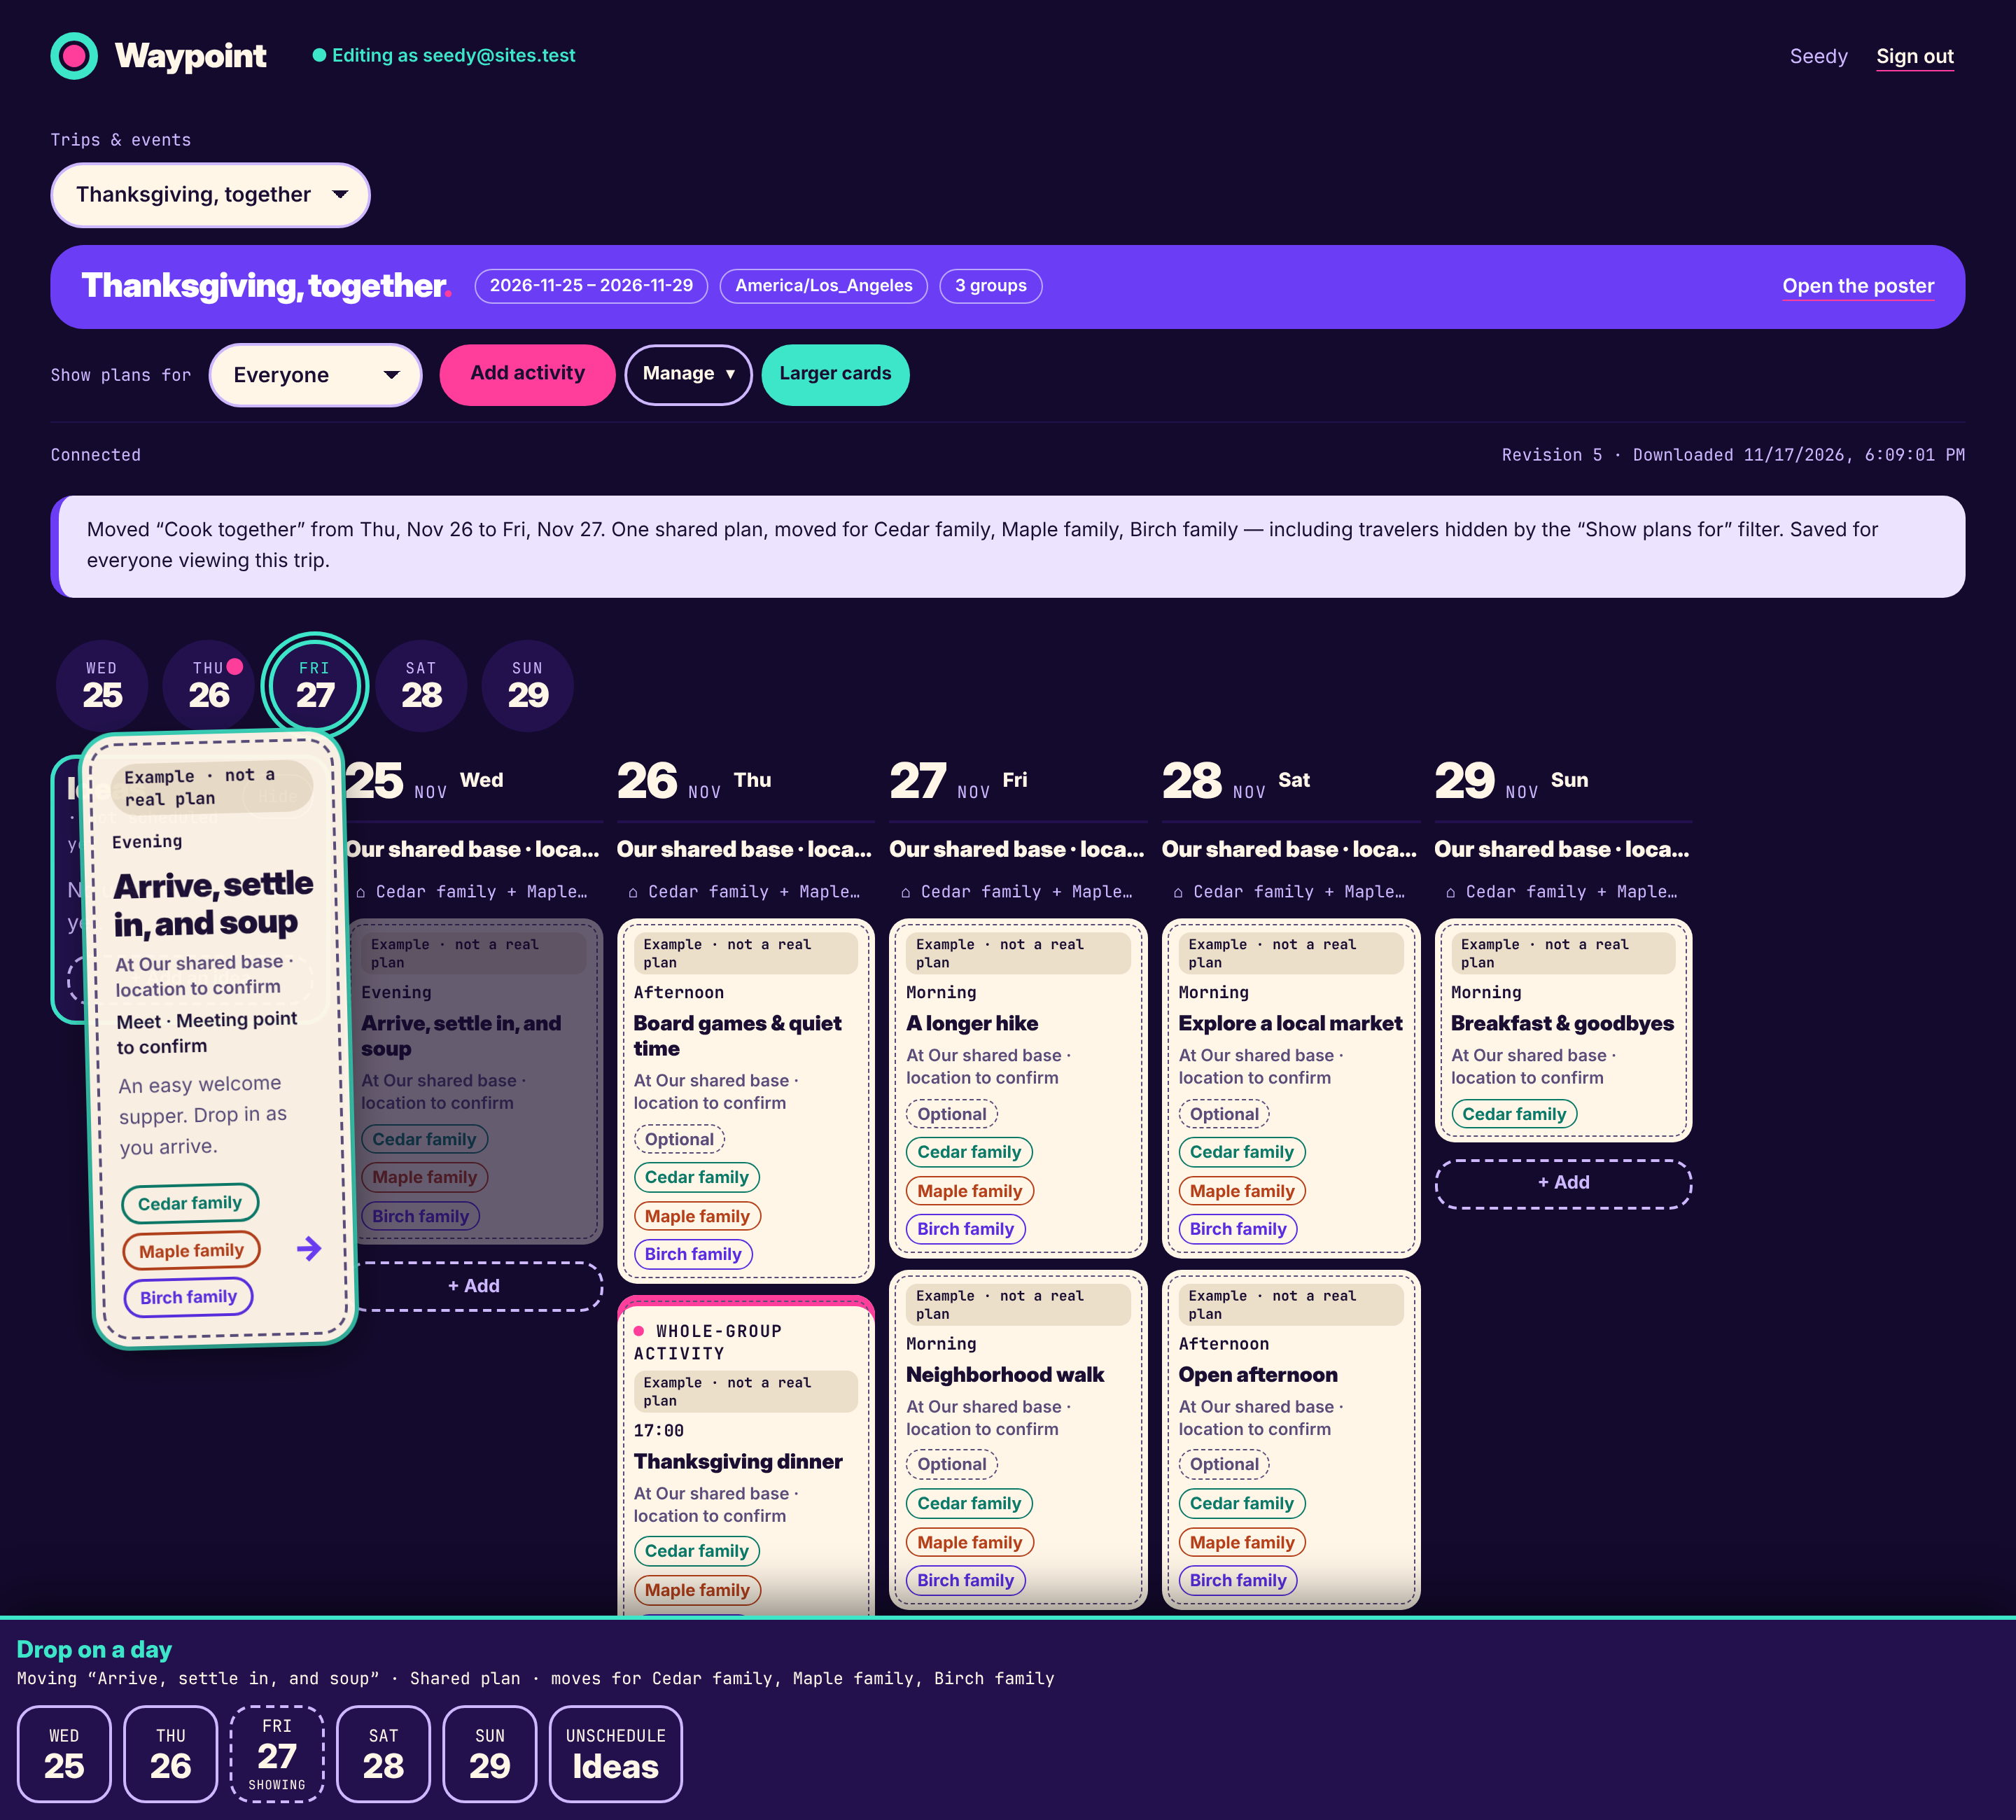 Waypoint
Editing as seedy@sites.test
Seedy
Sign out
Trips & events
Thanksgiving, together
Thanksgiving, together.
2026-11-25 – 2026-11-29
America/Los_Angeles
3 groups
Open the poster
Show plans for
Everyone
Add activity
Manage ▾
Larger cards
Connected
Revision 5 · Downloaded 11/17/2026, 6:09:01 PM
Moved “Cook together” from Thu, Nov 26 to Fri, Nov 27. One shared plan, moved for Cedar family, Maple family, Birch family — including travelers hidden by the “Show plans for” filter. Saved for
everyone viewing this trip.
WED
25
THU
26
FRI
27
SAT
28
SUN
29
Example · not a
real plan
Evening
Arrive, settle
in, and soup
At Our shared base ·
location to confirm
Meet · Meeting point
to confirm
An easy welcome
supper. Drop in as
you arrive.
Cedar family
Maple family
→
Birch family
25 NOV Wed
Our shared base · loca…
⌂ Cedar family + Maple…
Example · not a real
plan
Evening
Arrive, settle in, and
soup
At Our shared base ·
location to confirm
Cedar family
Maple family
Birch family
+ Add
26 NOV Thu
Our shared base · loca…
⌂ Cedar family + Maple…
Example · not a real
plan
Afternoon
Board games & quiet
time
At Our shared base ·
location to confirm
Optional
Cedar family
Maple family
Birch family
WHOLE-GROUP
ACTIVITY
Example · not a real
plan
17:00
Thanksgiving dinner
At Our shared base ·
location to confirm
Cedar family
Maple family
27 NOV Fri
Our shared base · loca…
⌂ Cedar family + Maple…
Example · not a real
plan
Morning
A longer hike
At Our shared base ·
location to confirm
Optional
Cedar family
Maple family
Birch family
Example · not a real
plan
Morning
Neighborhood walk
At Our shared base ·
location to confirm
Optional
Cedar family
Maple family
Birch family
28 NOV Sat
Our shared base · loca…
⌂ Cedar family + Maple…
Example · not a real
plan
Morning
Explore a local market
At Our shared base ·
location to confirm
Optional
Cedar family
Maple family
Birch family
Example · not a real
plan
Afternoon
Open afternoon
At Our shared base ·
location to confirm
Optional
Cedar family
Maple family
Birch family
29 NOV Sun
Our shared base · loca…
⌂ Cedar family + Maple…
Example · not a real
plan
Morning
Breakfast & goodbyes
At Our shared base ·
location to confirm
Cedar family
+ Add
Drop on a day
Moving “Arrive, settle in, and soup” · Shared plan · moves for Cedar family, Maple family, Birch family
WED
25
THU
26
FRI
27
SHOWING
SAT
28
SUN
29
UNSCHEDULE
Ideas